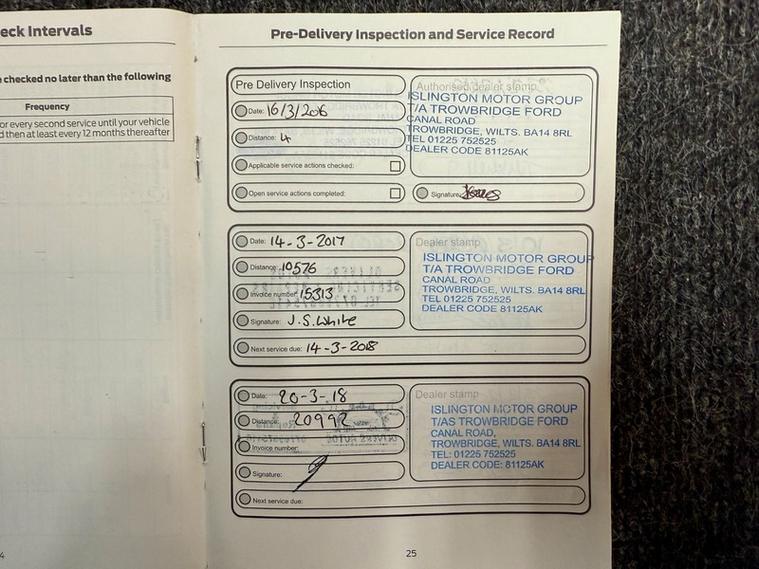 eck Intervals
e checked no later than the following
Frequency
or every second service until your vehicle
d then at least every 12 months thereafter
4
Pre-Delivery Inspection and Service Record
Pre Delivery Inspection
Date: 16/3/206
Distance: 4
Applicable service actions checked:
Open service actions completed:
Authorised dealer stamp
ISLINGTON MOTOR GROUP
T/A TROWBRIDGE FORD
CANAL ROAD
TROWBRIDGE, WILTS. BA14 8RL
TEL 01225 752525
DEALER CODE 81125AK
Signature:
Date: 14-3-2017
Distance: 10576
Invoice number: 15313
Signature: J.S.White
Next service due: 14-3-2018
Dealer stamp
ISLINGTON MOTOR GROUP
T/A TROWBRIDGE FORD
CANAL ROAD
TROWBRIDGE, WILTS. BA14 8RL
TEL 01225 752525
DEALER CODE 81125AK
Date: 20-3-18
Distance: 20992
Invoice number:
Signature:
Next service due:
Dealer stamp
ISLINGTON MOTOR GROUP
T/AS TROWBRIDGE FORD
CANAL ROAD,
TROWBRIDGE, WILTS. BA14 8RL
TEL: 01225 752525
DEALER CODE: 81125AK
25